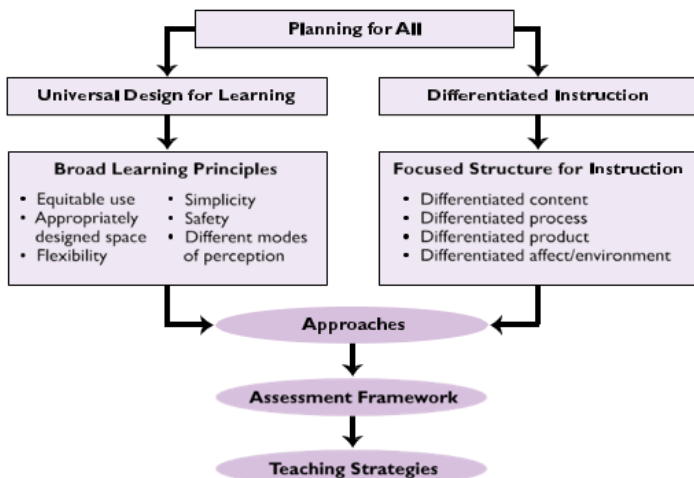 Planning for All
Universal Design for Learning
Differentiated Instruction
Broad Learning Principles
• Equitable use
• Appropriately
designed space
• Flexibility
• Simplicity
• Safety
• Different modes
of perception
Focused Structure for Instruction
• Differentiated content
• Differentiated process
• Differentiated product
• Differentiated affect/environment
Approaches
Assessment Framework
Teaching Strategies